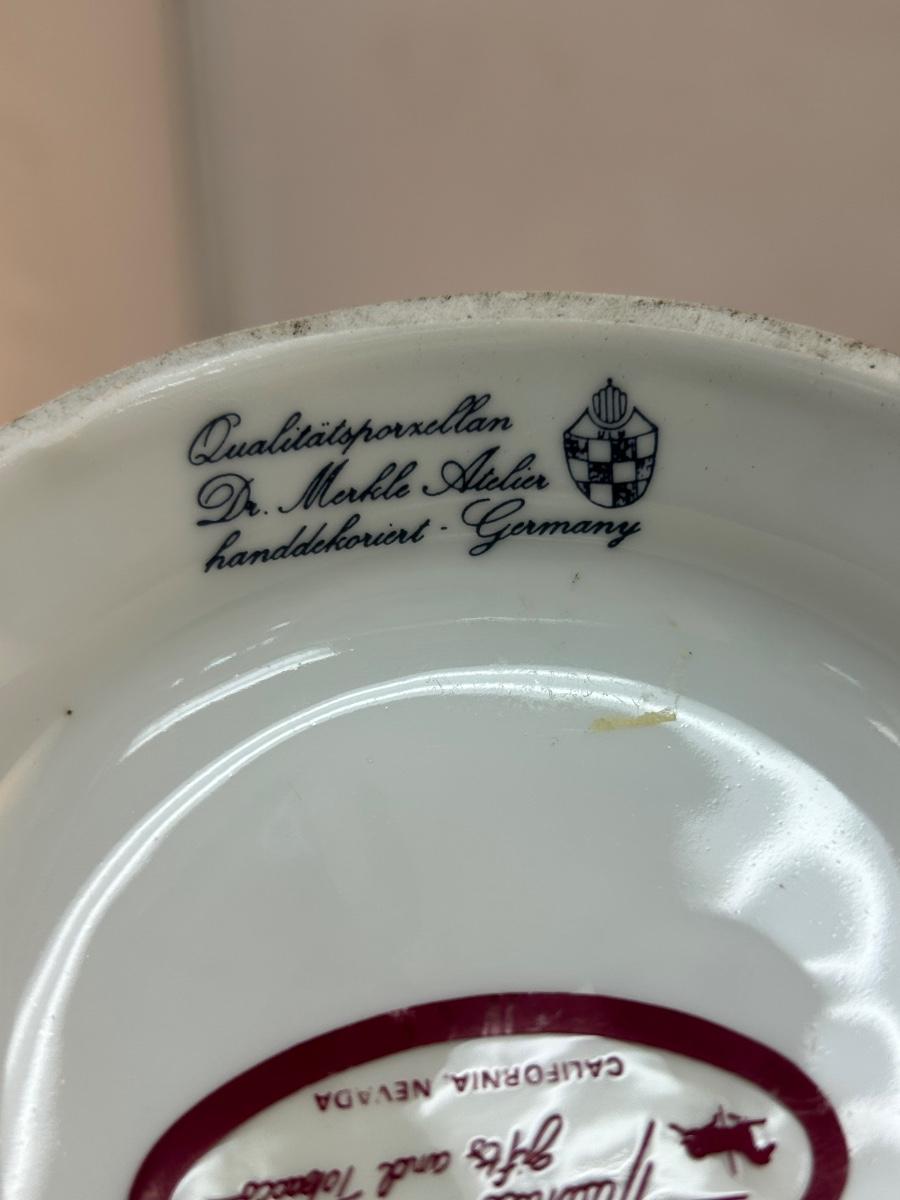 Qualitätsporzellan
Dr. Merkle Atelier
handdekoriert - Germany
gifts and Tobacco
CALIFORNIA, NEVADA